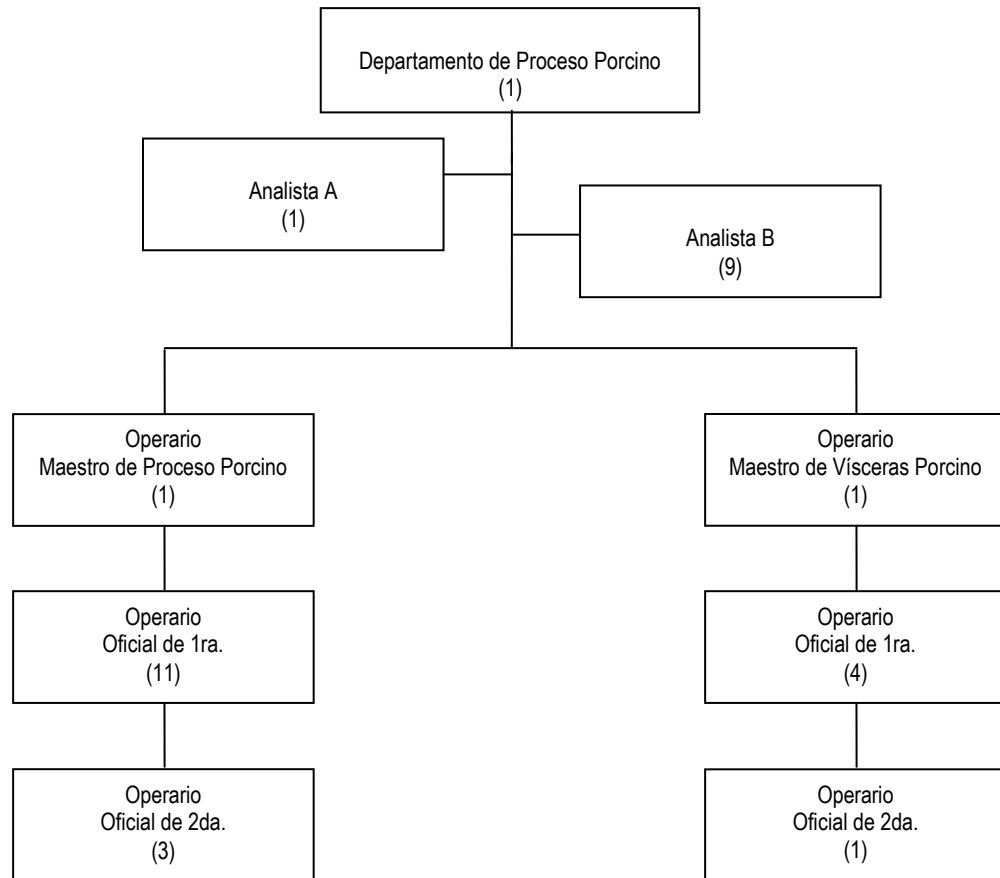 Departamento de Proceso Porcino
(1)
Analista A
(1)
Analista B
(9)
Operario
Maestro de Proceso Porcino
(1)
Operario
Maestro de Vísceras Porcino
(1)
Operario
Oficial de 1ra.
(11)
Operario
Oficial de 1ra.
(4)
Operario
Oficial de 2da.
(3)
Operario
Oficial de 2da.
(1)